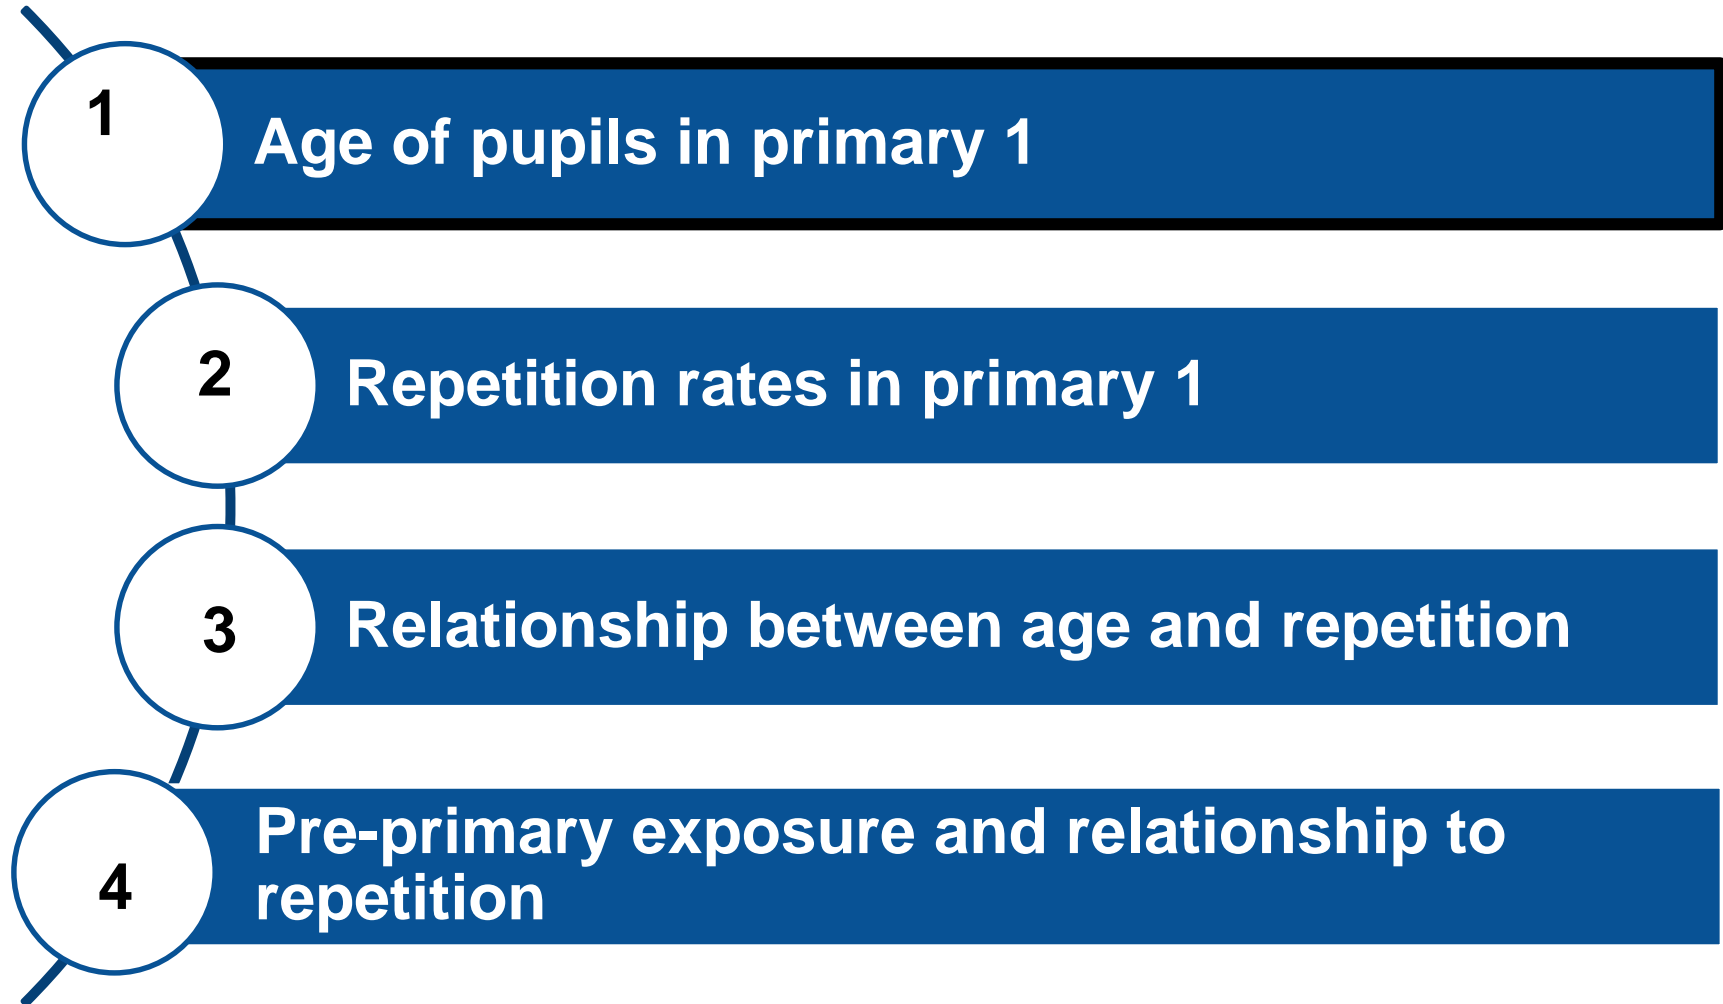 1
Age of pupils in primary 1
2
Repetition rates in primary 1
3
Relationship between age and repetition
4
Pre-primary exposure and relationship to
repetition